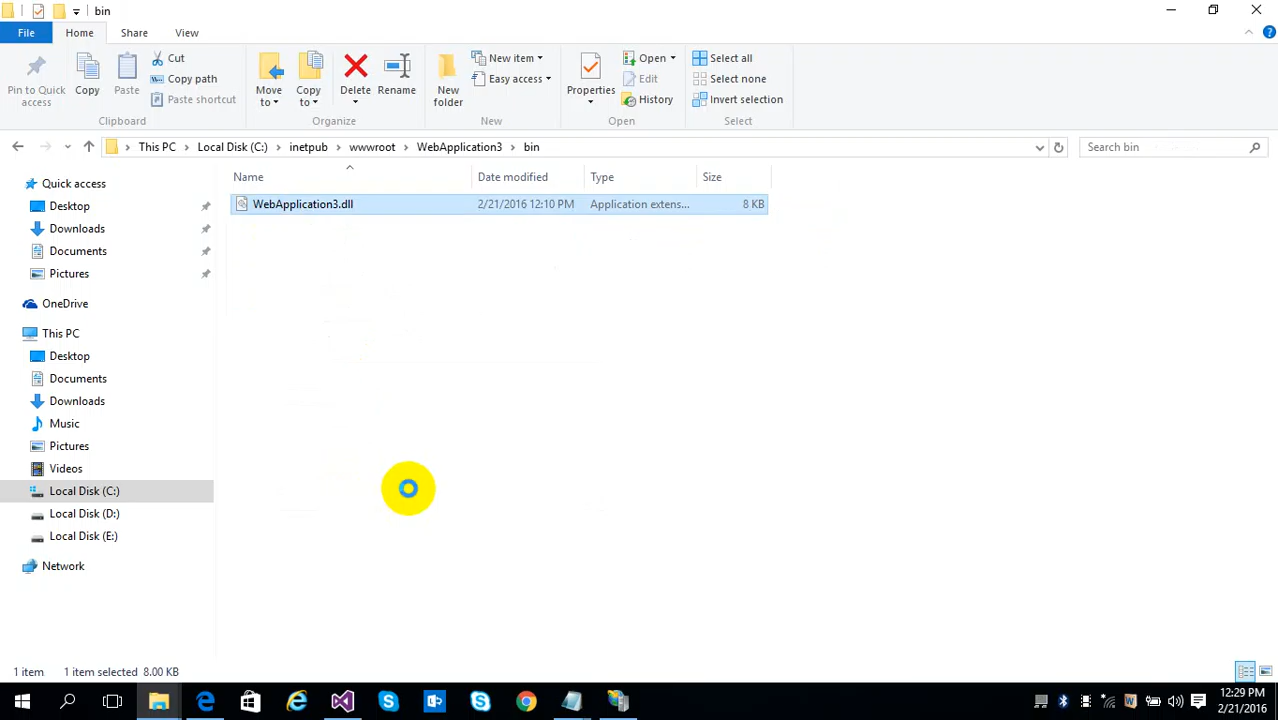 bin
File Home Share View
Pin to Quick access
Copy
Paste
Cut
Copy path
Paste shortcut
Clipboard
Move to
Copy to
Delete
Rename
Organize
New folder
New item
Easy access
New
Properties
Open
Edit
History
Open
Select all
Select none
Invert selection
Select
This PC Local Disk (C:) inetpub wwwroot WebApplication3 bin
Search bin
Name Date modified Type Size
WebApplication3.dll 2/21/2016 12:10 PM Application extens... 8 KB
Quick access
Desktop
Downloads
Documents
Pictures
OneDrive
This PC
Desktop
Documents
Downloads
Music
Pictures
Videos
Local Disk (C:)
Local Disk (D:)
Local Disk (E:)
Network
1 item 1 item selected 8.00 KB
12:29 PM
2/21/2016